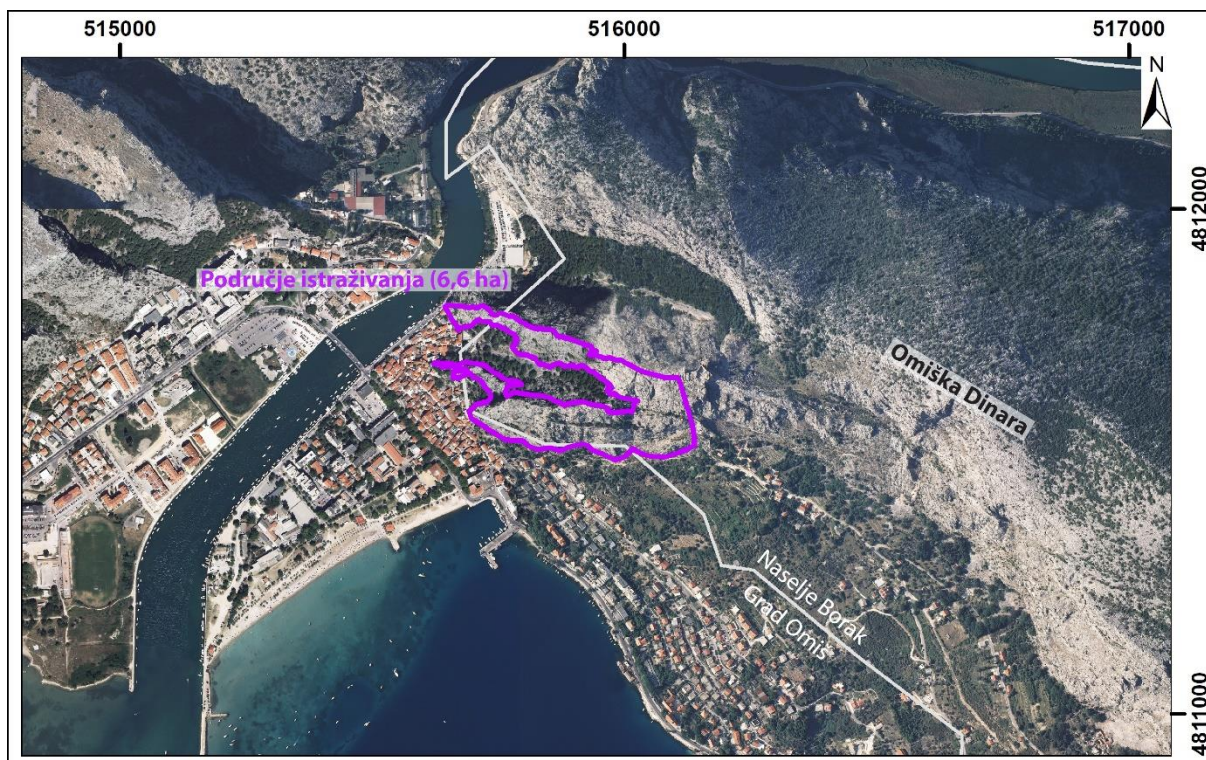 515000
516000
517000
N
4812000
Područje istraživanja (6,6 ha)
Omiška Dinara
Naselje Borak
Grad Omiš
4811000